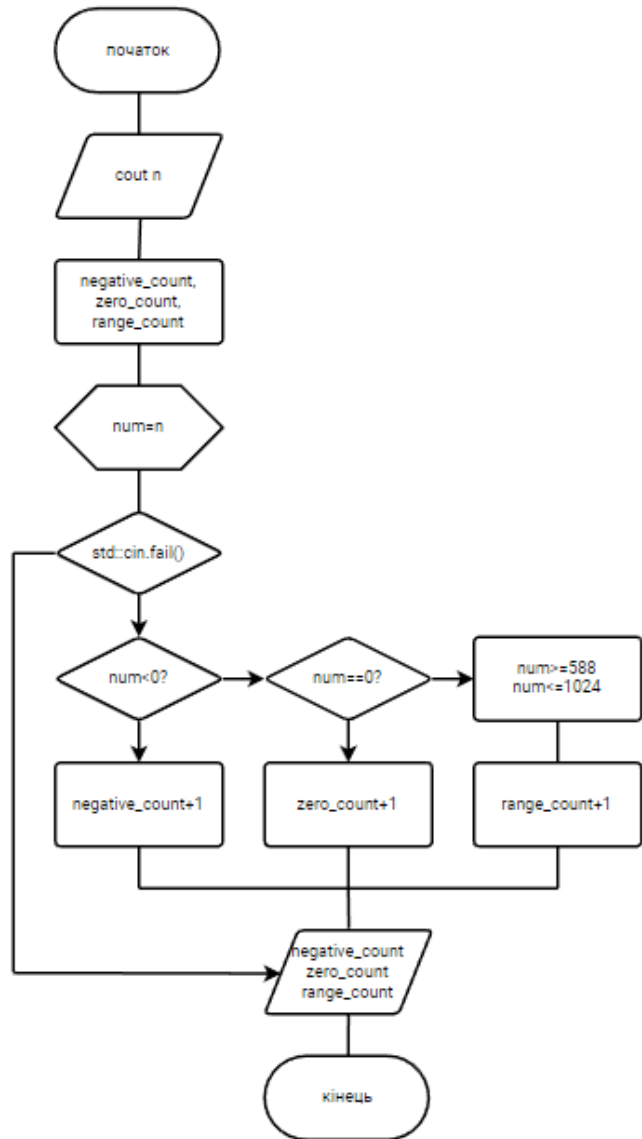 початок
cout n
negative_count,
zero_count,
range_count
num=n
std::cin.fail()
num<0?
num==0?
num>=588
num<=1024
negative_count+1
zero_count+1
range_count+1
negative_count
zero_count
range_count
кінець